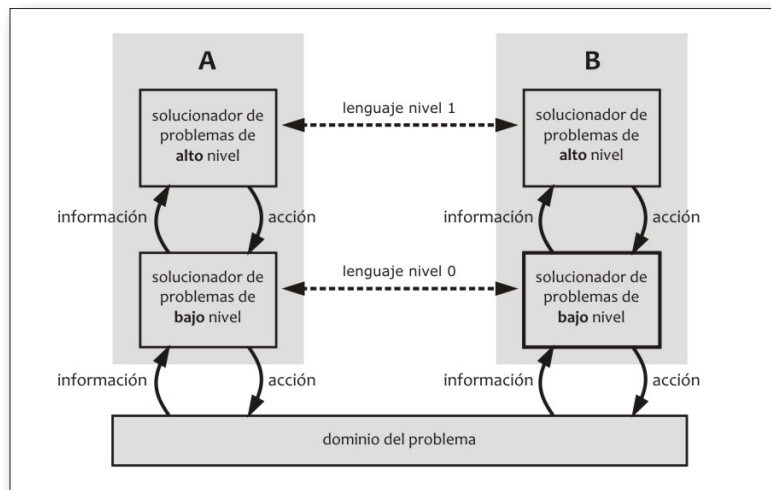 A
B
solucionador de
problemas de
alto nivel
lenguaje nivel 1
solucionador de
problemas de
alto nivel
información
acción
información
acción
solucionador de
problemas de
bajo nivel
lenguaje nivel 0
solucionador de
problemas de
bajo nivel
información
acción
información
acción
dominio del problema